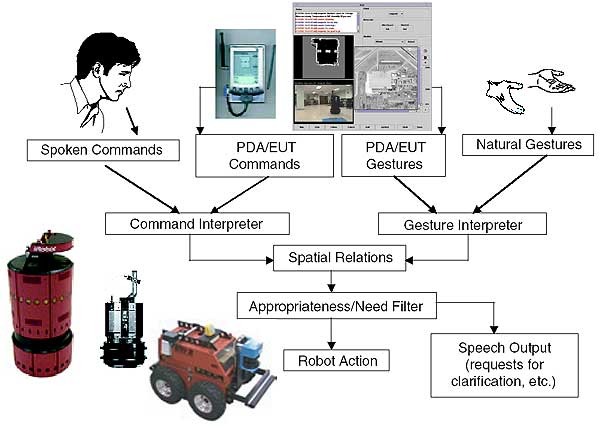 Spoken Commands
PDA/EUT
Commands
PDA/EUT
Gestures
Natural Gestures
Command Interpreter
Gesture Interpreter
Spatial Relations
Appropriateness/Need Filter
Robot Action
Speech Output
(requests for
clarification, etc.)
iRobot